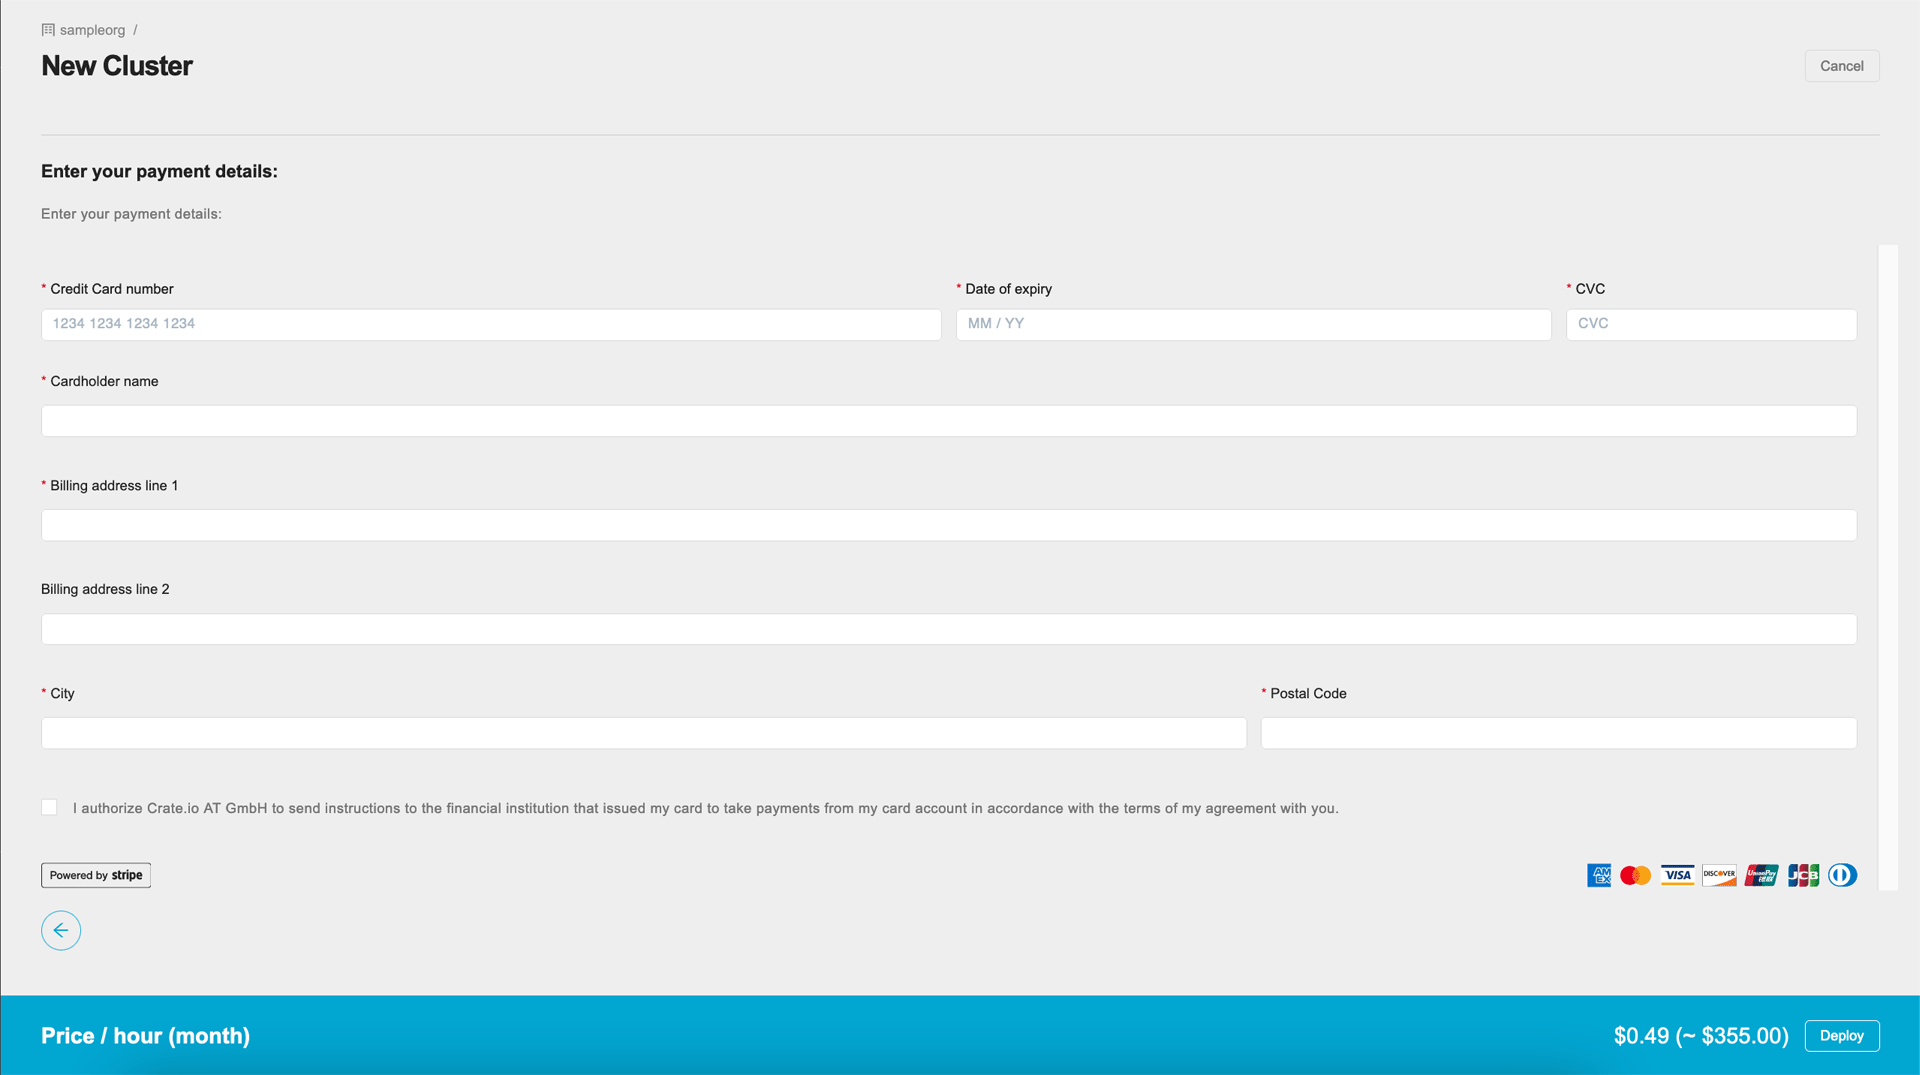 sampleorg /
New Cluster
Cancel
Enter your payment details:
Enter your payment details:
* Credit Card number * Date of expiry * CVC
1234 1234 1234 1234 MM / YY CVC
* Cardholder name
* Billing address line 1
Billing address line 2
* City * Postal Code
I authorize Crate.io AT GmbH to send instructions to the financial institution that issued my card to take payments from my card account in accordance with the terms of my agreement with you.
Powered by stripe AM EX VISA DISCOVER UnionPay 银联 JCB
Price / hour (month) $0.49 (~ $355.00) Deploy